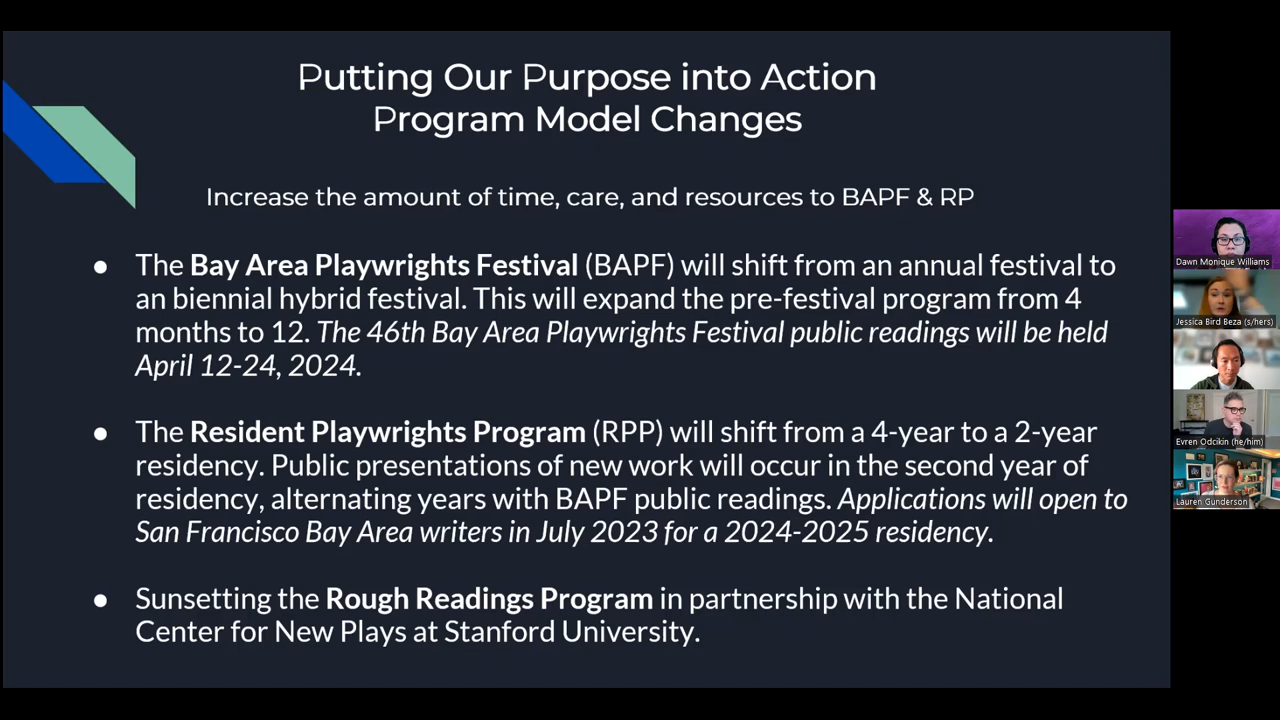 Putting Our Purpose into Action
Program Model Changes
Increase the amount of time, care, and resources to BAPF & RP
● The Bay Area Playwrights Festival (BAPF) will shift from an annual festival to
an biennial hybrid festival. This will expand the pre-festival program from 4
months to 12. The 46th Bay Area Playwrights Festival public readings will be held
April 12-24, 2024.
● The Resident Playwrights Program (RPP) will shift from a 4-year to a 2-year
residency. Public presentations of new work will occur in the second year of
residency, alternating years with BAPF public readings. Applications will open to
San Francisco Bay Area writers in July 2023 for a 2024-2025 residency.
● Sunsetting the Rough Readings Program in partnership with the National
Center for New Plays at Stanford University.
Dawn Monique Williams
Jessica Bird Beza (s/hers)
Evren Odcikin (he/him)
Lauren Gunderson